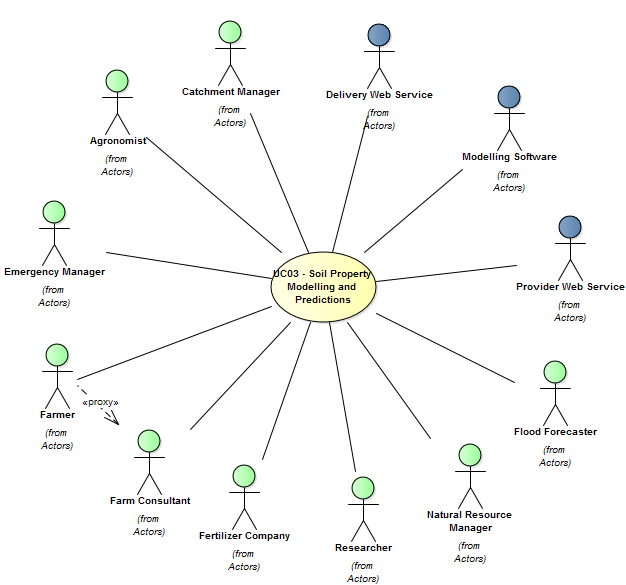 Catchment Manager
(from
Actors)
Delivery Web Service
(from
Actors)
Agronomist
(from
Actors)
Modelling Software
(from
Actors)
Emergency Manager
(from
Actors)
UC03 - Soil Property
Modelling and
Predictions
Provider Web Service
(from
Actors)
Farmer
(from
Actors)
«proxy»
Flood Forecaster
(from
Actors)
Farm Consultant
(from
Actors)
Fertilizer Company
(from
Actors)
Researcher
(from
Actors)
Natural Resource
Manager
(from
Actors)